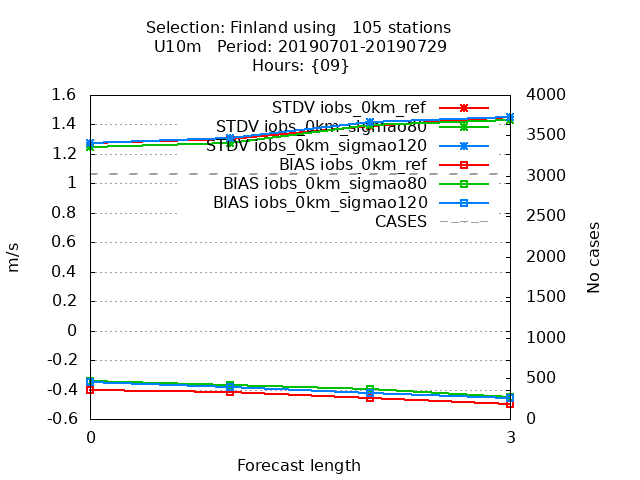 Selection: Finland using   105 stations
U10m   Period: 20190701-20190729
Hours: {09}
1.6
1.4
1.2
1
0.8
0.6
0.4
0.2
0
-0.2
-0.4
-0.6
m/s
STDV iobs_0km_ref
STDV iobs_0km_sigmao80
STDV iobs_0km_sigmao120
BIAS iobs_0km_ref
BIAS iobs_0km_sigmao80
BIAS iobs_0km_sigmao120
CASES
4000
3500
3000
2500
2000
1500
1000
500
0
No cases
0 3
Forecast length